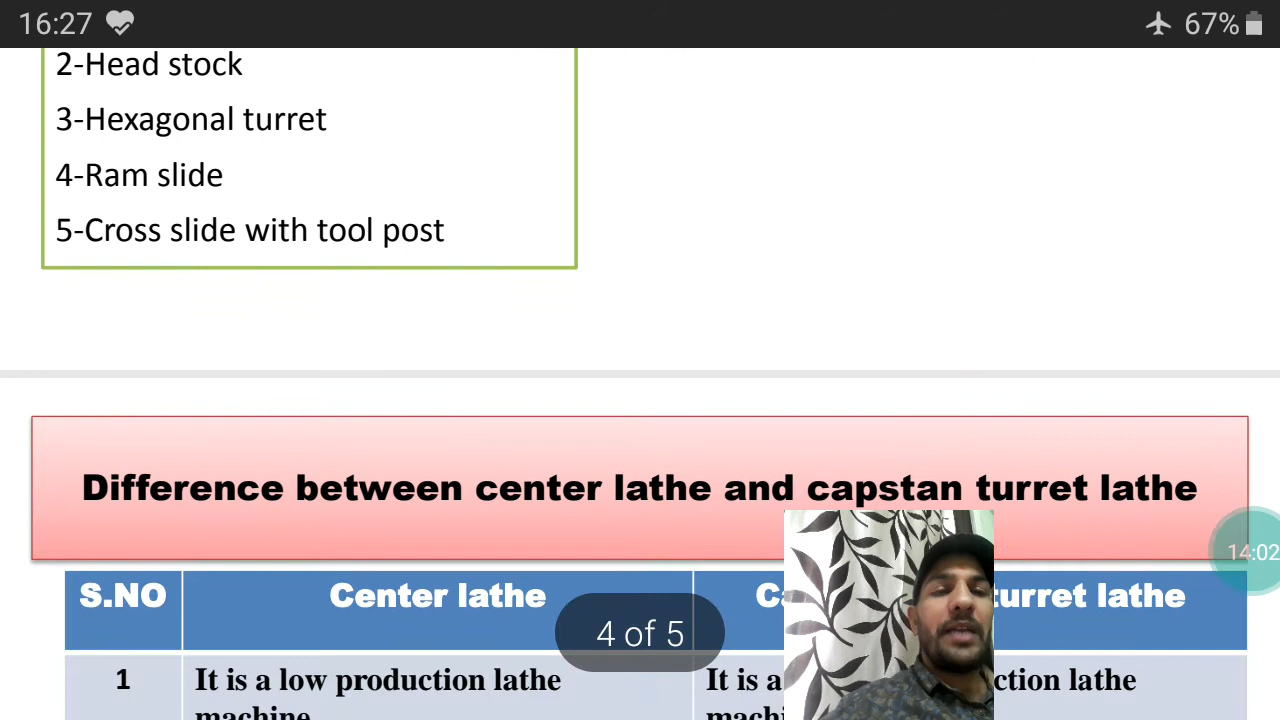 16:27
67%
2-Head stock
3-Hexagonal turret
4-Ram slide
5-Cross slide with tool post
Difference between center lathe and capstan turret lathe
14:02
S.NO Center lathe turret lathe
4 of 5
1 It is a low production lathe It is a lathe
machine